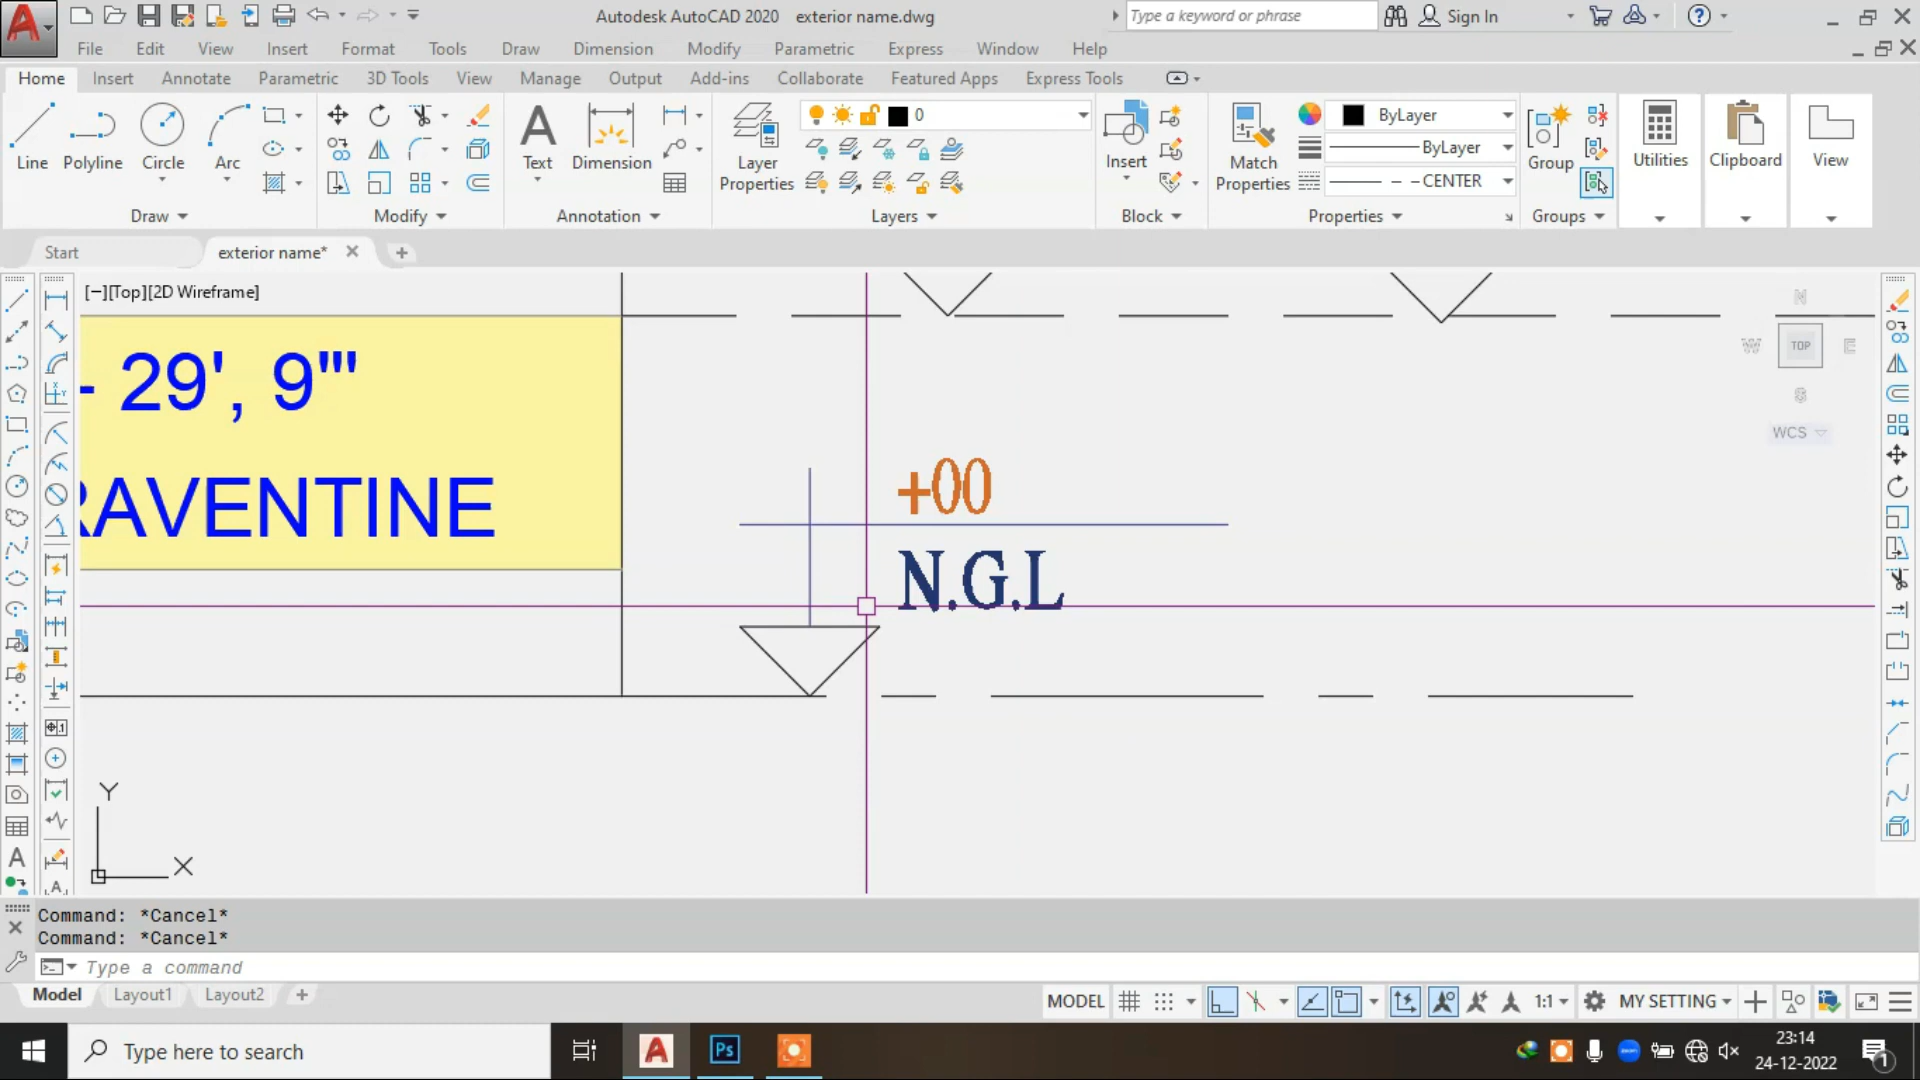 Autodesk AutoCAD 2020 exterior name.dwg
Type a keyword or phrase
Sign In
File Edit View Insert Format Tools Draw Dimension Modify Parametric Express Window Help
Home Insert Annotate Parametric 3D Tools View Manage Output Add-ins Collaborate Featured Apps Express Tools
0
ByLayer
Line Polyline Circle Arc
Text Dimension
Layer Properties
Insert
Match Properties
ByLayer
CENTER
Group
Utilities Clipboard View
Draw Modify Annotation Layers Block Properties Groups
Start exterior name*
[−][Top][2D Wireframe]
N
W TOP E
S
WCS
- 29', 9'"
RAVENTINE
+00
N.G.L
Y
X
Command: *Cancel*
Command: *Cancel*
Type a command
Model Layout1 Layout2
MODEL 1:1 MY SETTING
Type here to search
Ps
23:14
24-12-2022
1